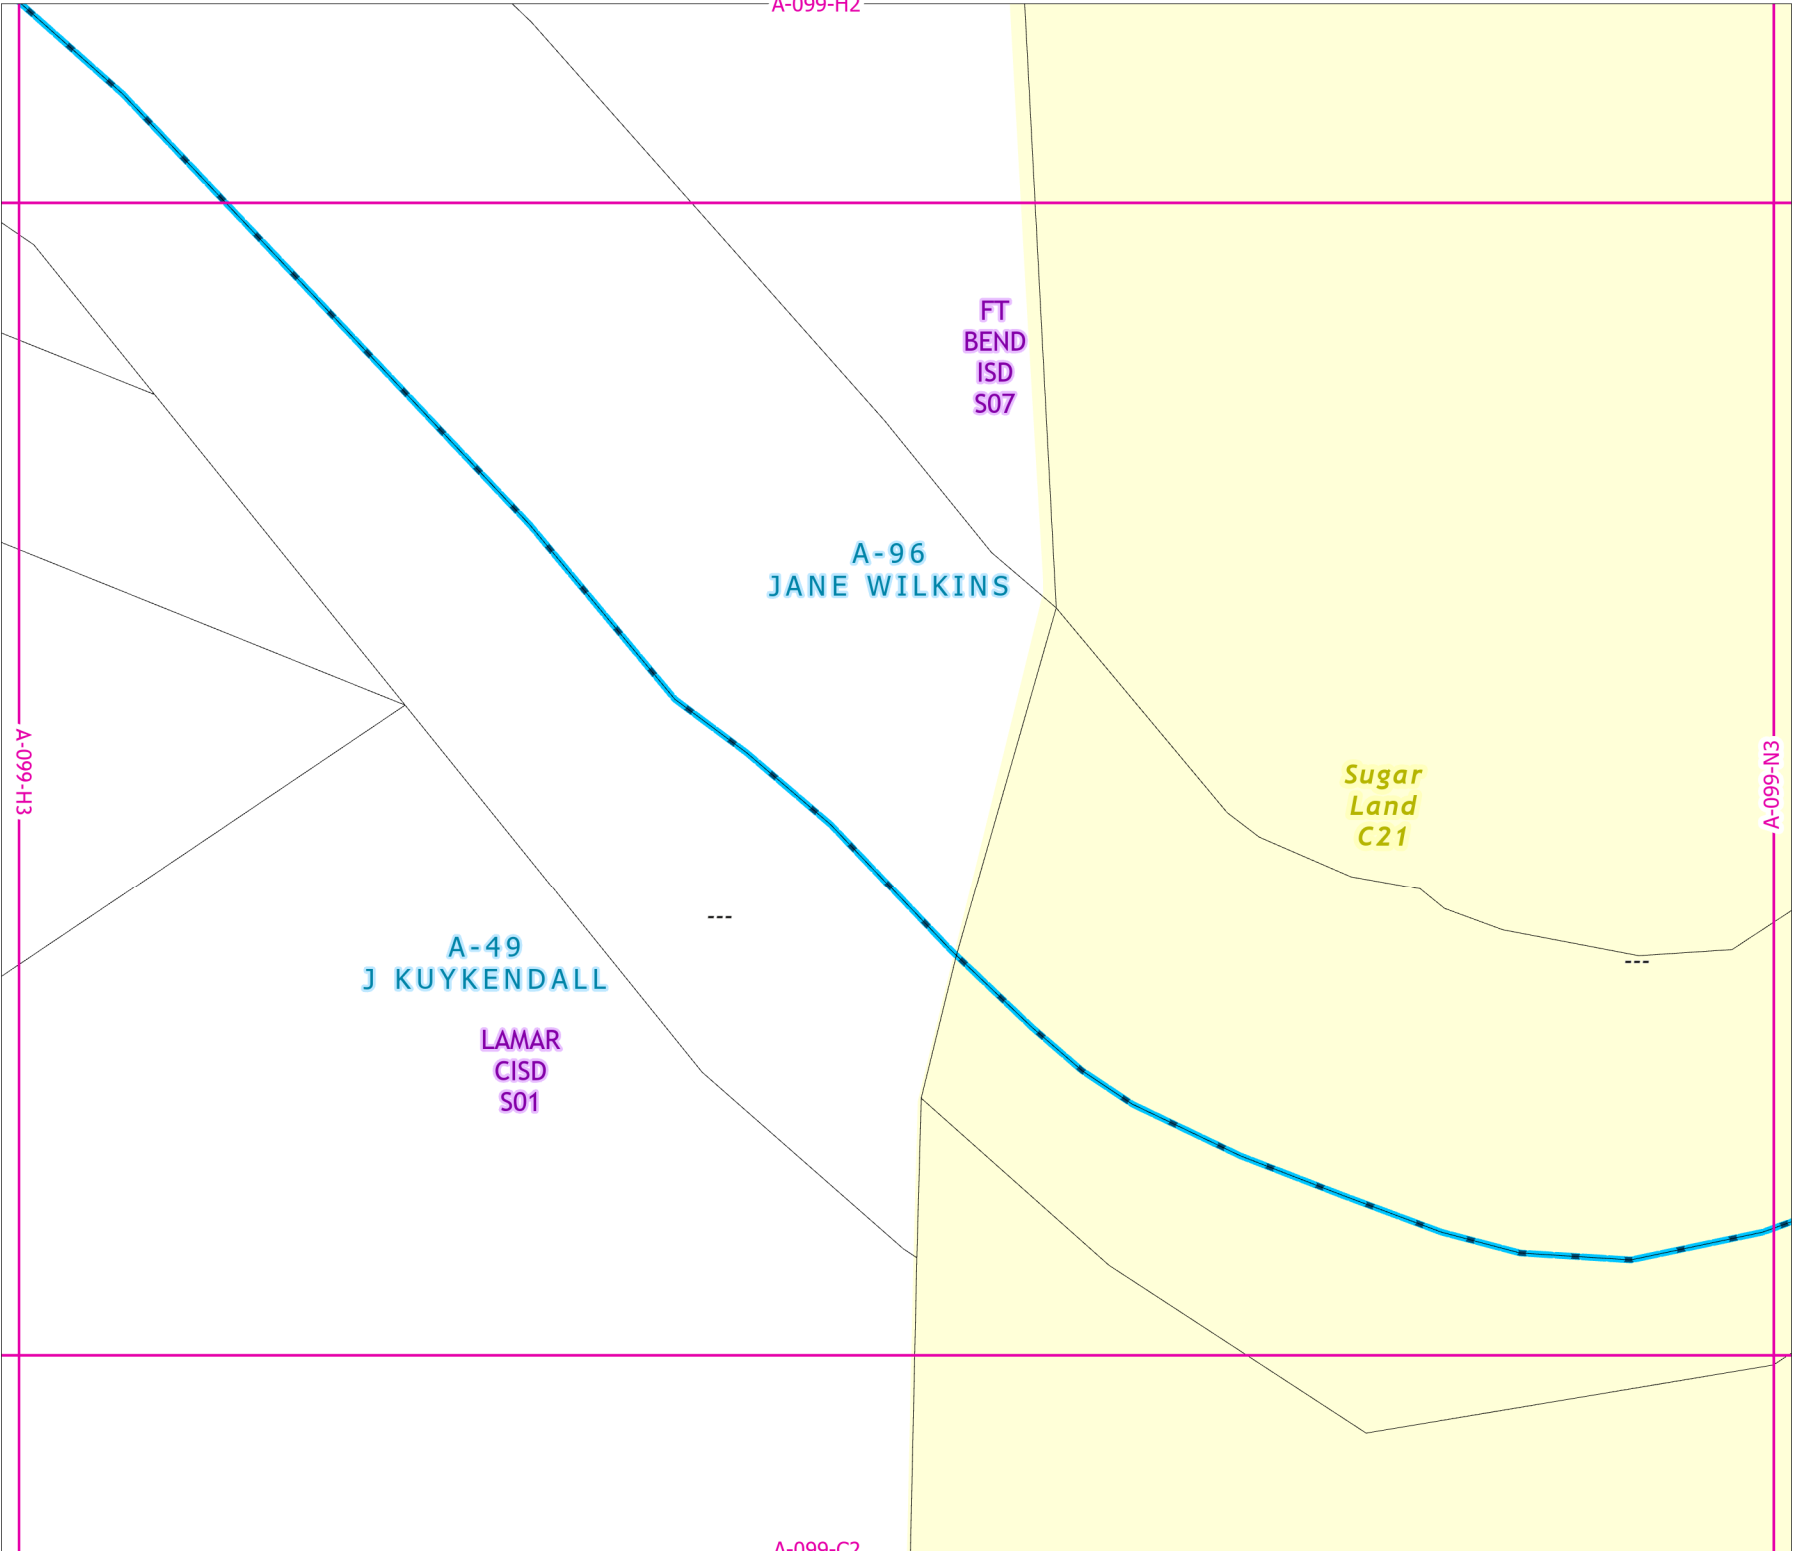 A-099-H2
FT
BEND
ISD
S07
A-96
JANE WILKINS
A-099-H3
Sugar
Land
C21
A-099-N3
---
A-49
J KUYKENDALL
---
LAMAR
CISD
S01
A-099-C2